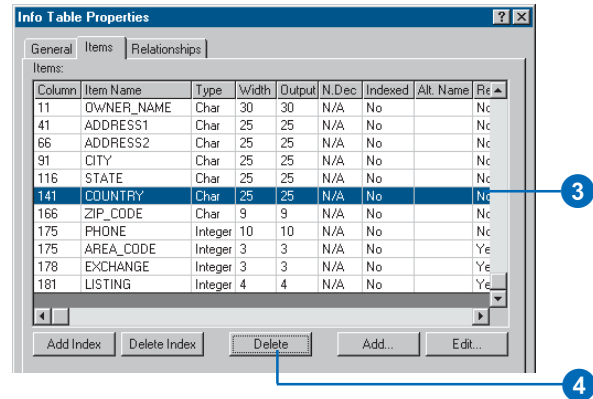 Info Table Properties
General Items Relationships
Items:
Column Item Name Type Width Output N.Dec Indexed Alt. Name Re
11 OWNER_NAME Char 30 30 N/A No No
41 ADDRESS1 Char 25 25 N/A No No
66 ADDRESS2 Char 25 25 N/A No No
91 CITY Char 25 25 N/A No No
116 STATE Char 25 25 N/A No No
141 COUNTRY Char 25 25 N/A No No
3
166 ZIP_CODE Char 9 9 N/A No No
175 PHONE Integer 10 10 N/A No No
175 AREA_CODE Integer 3 3 N/A No Ye
178 EXCHANGE Integer 3 3 N/A No Ye
181 LISTING Integer 4 4 N/A No Ye
Add Index Delete Index Delete Add... Edit...
4